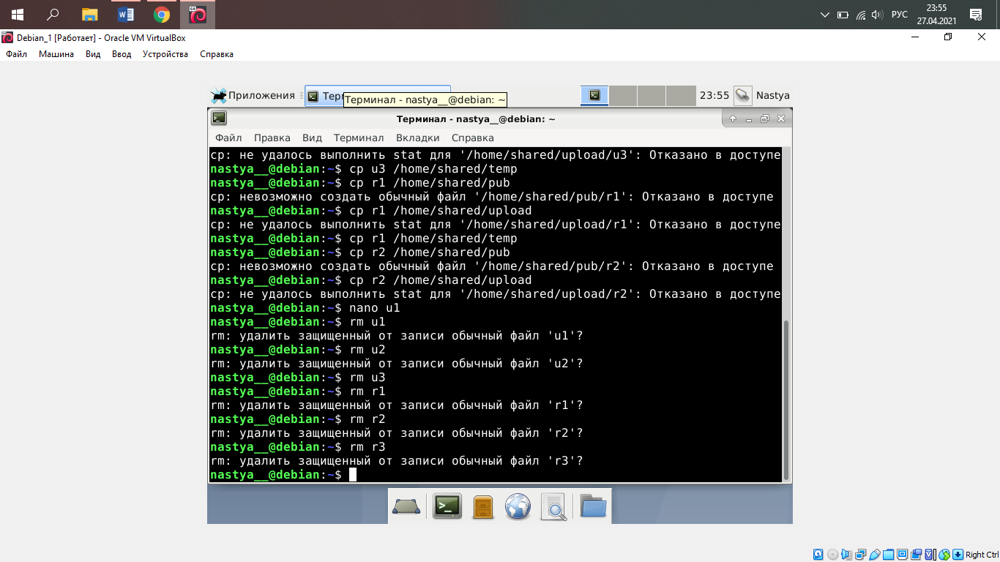 РУС
23:55
27.04.2021
Debian_1 [Работает] - Oracle VM VirtualBox
Файл Машина Вид Ввод Устройства Справка
Приложения
Терм
Терминал - nastya__@debian: ~
23:55
Nastya
Терминал - nastya__@debian: ~
Файл Правка Вид Терминал Вкладки Справка
cp: не удалось выполнить stat для '/home/shared/upload/u3': Отказано в доступе
nastya__@debian:~$ cp u3 /home/shared/temp
nastya__@debian:~$ cp r1 /home/shared/pub
cp: невозможно создать обычный файл '/home/shared/pub/r1': Отказано в доступе
nastya__@debian:~$ cp r1 /home/shared/upload
cp: не удалось выполнить stat для '/home/shared/upload/r1': Отказано в доступе
nastya__@debian:~$ cp r1 /home/shared/temp
nastya__@debian:~$ cp r2 /home/shared/pub
cp: невозможно создать обычный файл '/home/shared/pub/r2': Отказано в доступе
nastya__@debian:~$ cp r2 /home/shared/upload
cp: не удалось выполнить stat для '/home/shared/upload/r2': Отказано в доступе
nastya__@debian:~$ nano u1
nastya__@debian:~$ rm u1
rm: удалить защищенный от записи обычный файл 'u1'?
nastya__@debian:~$ rm u2
rm: удалить защищенный от записи обычный файл 'u2'?
nastya__@debian:~$ rm u3
nastya__@debian:~$ rm r1
rm: удалить защищенный от записи обычный файл 'r1'?
nastya__@debian:~$ rm r2
rm: удалить защищенный от записи обычный файл 'r2'?
nastya__@debian:~$ rm r3
rm: удалить защищенный от записи обычный файл 'r3'?
nastya__@debian:~$
Right Ctrl